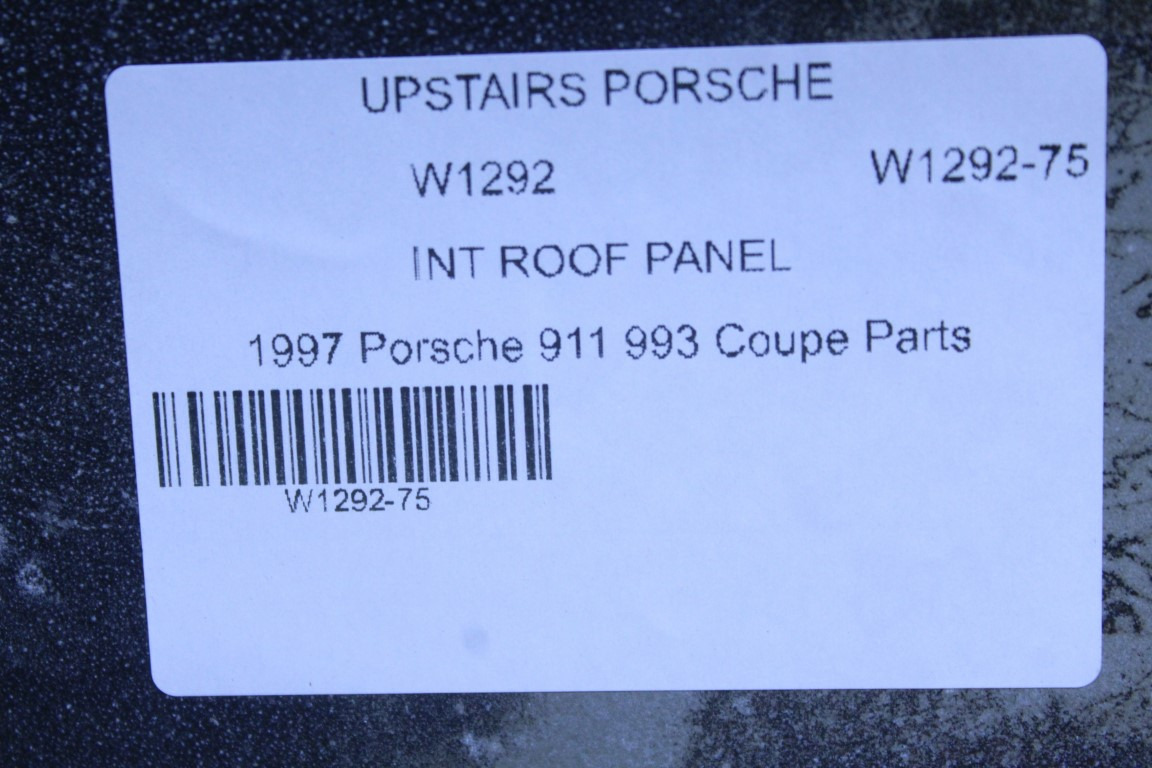 UPSTAIRS PORSCHE
W1292 W1292-75
INT ROOF PANEL
1997 Porsche 911 993 Coupe Parts
W1292-75